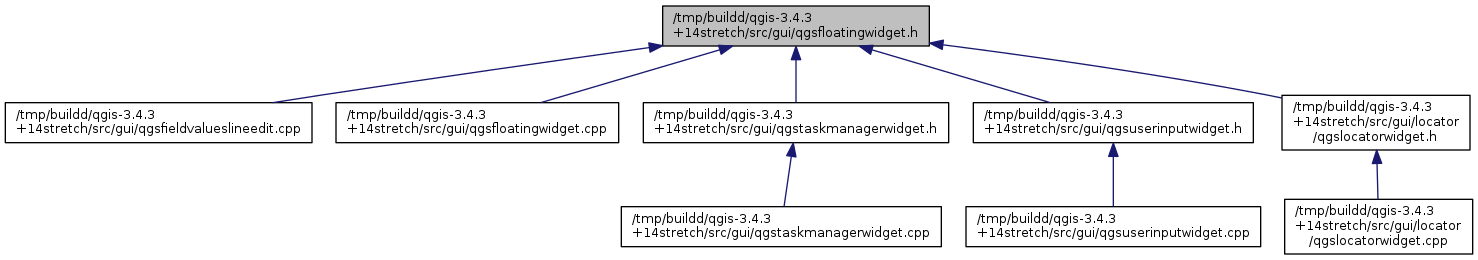 /tmp/buildd/qgis-3.4.3
+14stretch/src/gui/qgsfloatingwidget.h
/tmp/buildd/qgis-3.4.3
+14stretch/src/gui/qgsfieldvalueslineedit.cpp
/tmp/buildd/qgis-3.4.3
+14stretch/src/gui/qgsfloatingwidget.cpp
/tmp/buildd/qgis-3.4.3
+14stretch/src/gui/qgstaskmanagerwidget.h
/tmp/buildd/qgis-3.4.3
+14stretch/src/gui/qgsuserinputwidget.h
/tmp/buildd/qgis-3.4.3
+14stretch/src/gui/locator
/qgslocatorwidget.h
/tmp/buildd/qgis-3.4.3
+14stretch/src/gui/qgstaskmanagerwidget.cpp
/tmp/buildd/qgis-3.4.3
+14stretch/src/gui/qgsuserinputwidget.cpp
/tmp/buildd/qgis-3.4.3
+14stretch/src/gui/locator
/qgslocatorwidget.cpp